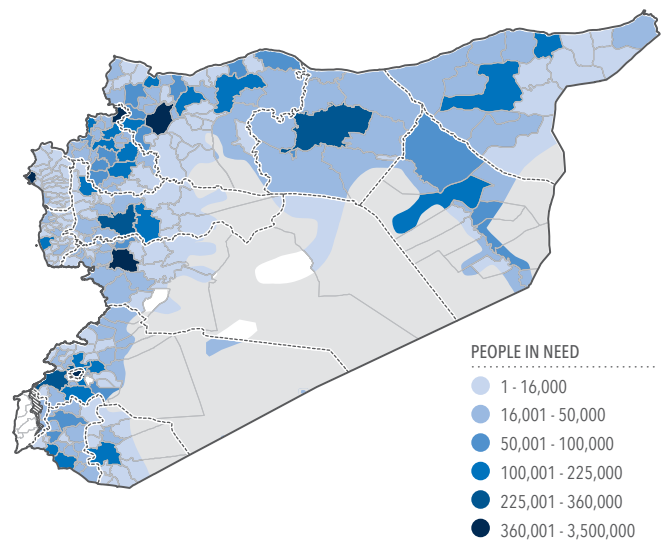 PEOPLE IN NEED
1 - 16,000
16,001 - 50,000
50,001 - 100,000
100,001 - 225,000
225,001 - 360,000
360,001 - 3,500,000